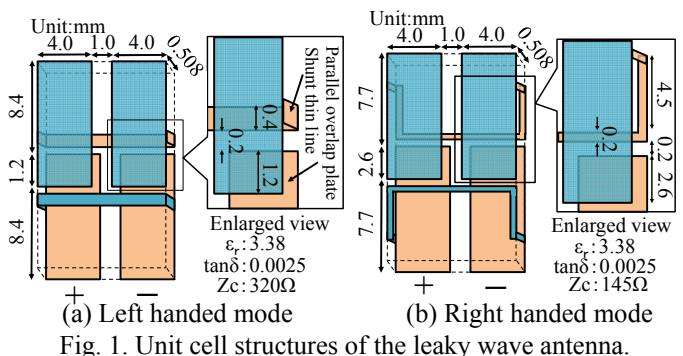 Unit:mm
4.0 1.0 4.0
0.508
8.4
1.2
8.4
Parallel overlap plate
Shunt thin line
0.4
0.2
1.2
Enlarged view
εr:3.38
tanδ:0.0025
Zc:320Ω
+ −
(a) Left handed mode
Unit:mm
4.0 1.0 4.0
0.508
7.7
2.6
7.7
4.5
0.2
0.2
2.6
Enlarged view
εr:3.38
tanδ:0.0025
Zc:145Ω
+ −
(b) Right handed mode
Fig. 1. Unit cell structures of the leaky wave antenna.